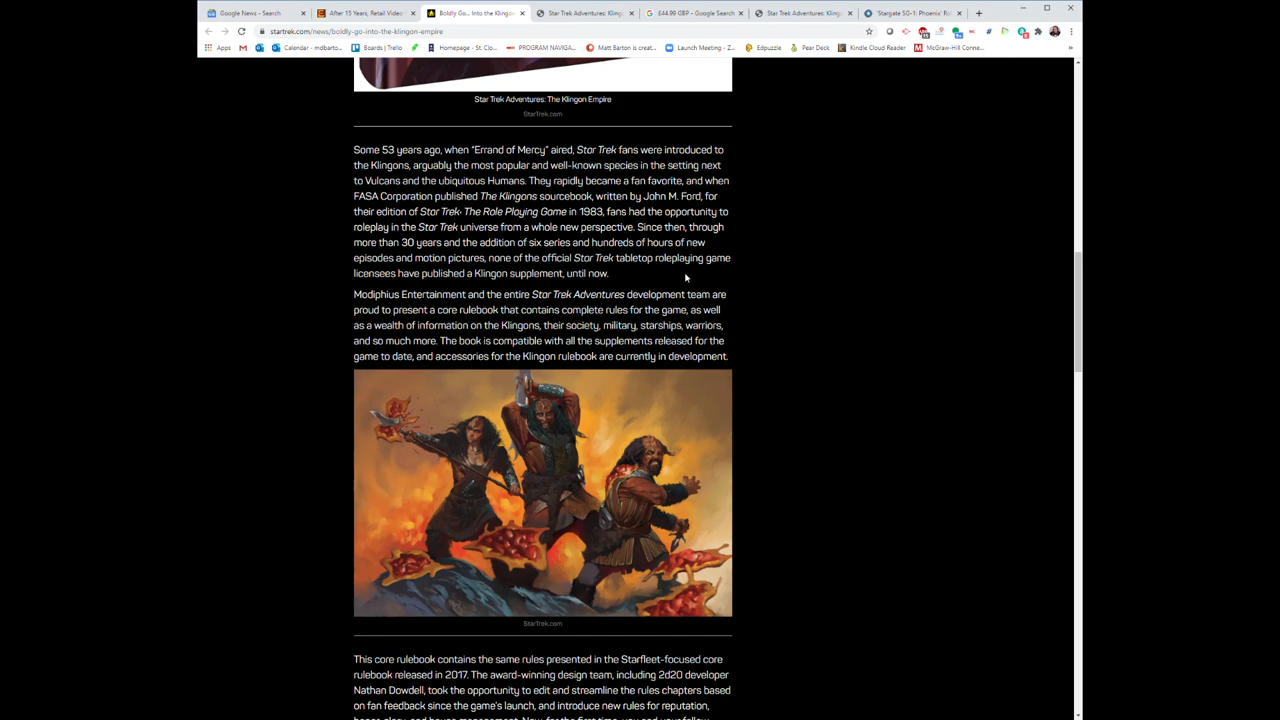 Google News - Search
After 15 Years, Retail Video
Boldly Go... Into the Klingon
Star Trek Adventures: Kling
£44.99 GBP - Google Search
Star Trek Adventures: Kling
'Stargate SG-1: Phoenix' Ro
startrek.com/news/boldly-go-into-the-klingon-empire
Apps
Calendar - mdbarto...
Boards | Trello
Homepage - St. Clo...
PROGRAM NAVIGA...
Matt Barton is creat...
Launch Meeting - Z...
Edpuzzle
Pear Deck
Kindle Cloud Reader
McGraw-Hill Conne...
Star Trek Adventures: The Klingon Empire
StarTrek.com
Some 53 years ago, when "Errand of Mercy" aired, Star Trek fans were introduced to
the Klingons, arguably the most popular and well-known species in the setting next
to Vulcans and the ubiquitous Humans. They rapidly became a fan favorite, and when
FASA Corporation published The Klingons sourcebook, written by John M. Ford, for
their edition of Star Trek: The Role Playing Game in 1983, fans had the opportunity to
roleplay in the Star Trek universe from a whole new perspective. Since then, through
more than 30 years and the addition of six series and hundreds of hours of new
episodes and motion pictures, none of the official Star Trek tabletop roleplaying game
licensees have published a Klingon supplement, until now.
Modiphius Entertainment and the entire Star Trek Adventures development team are
proud to present a core rulebook that contains complete rules for the game, as well
as a wealth of information on the Klingons, their society, military, starships, warriors,
and so much more. The book is compatible with all the supplements released for the
game to date, and accessories for the Klingon rulebook are currently in development.
StarTrek.com
This core rulebook contains the same rules presented in the Starfleet-focused core
rulebook released in 2017. The award-winning design team, including 2d20 developer
Nathan Dowdell, took the opportunity to edit and streamline the rules chapters based
on fan feedback since the game's launch, and introduce new rules for reputation,